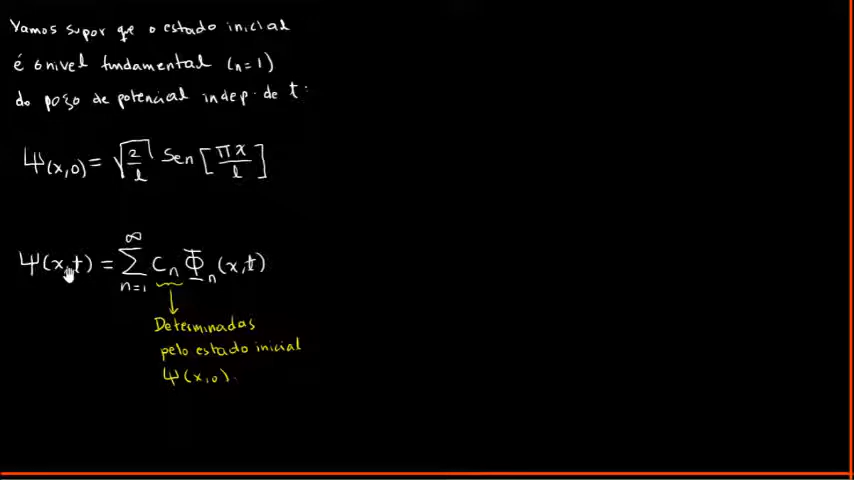 Vamos supor que o estado inicial
é o nível fundamental (n=1)
do poço de potencial indep. de t:
Ψ(x,0) = √(2/l) Sen [πx/l]
Ψ(x,t) = ∑_{n=1}^{∞} C_n Φ_n (x,t)
Determinadas
pelo estado inicial
Ψ(x,0).